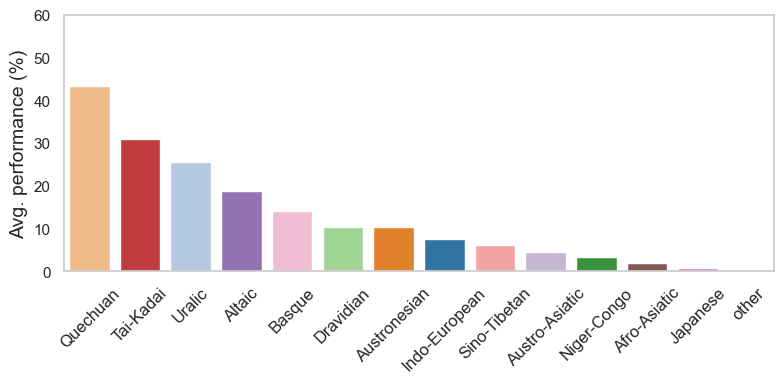 Avg. performance (%)
60
50
40
30
20
10
0
Quechuan
Tai-Kadai
Uralic
Altaic
Basque
Dravidian
Austronesian
Indo-European
Sino-Tibetan
Austro-Asiatic
Niger-Congo
Afro-Asiatic
Japanese
other